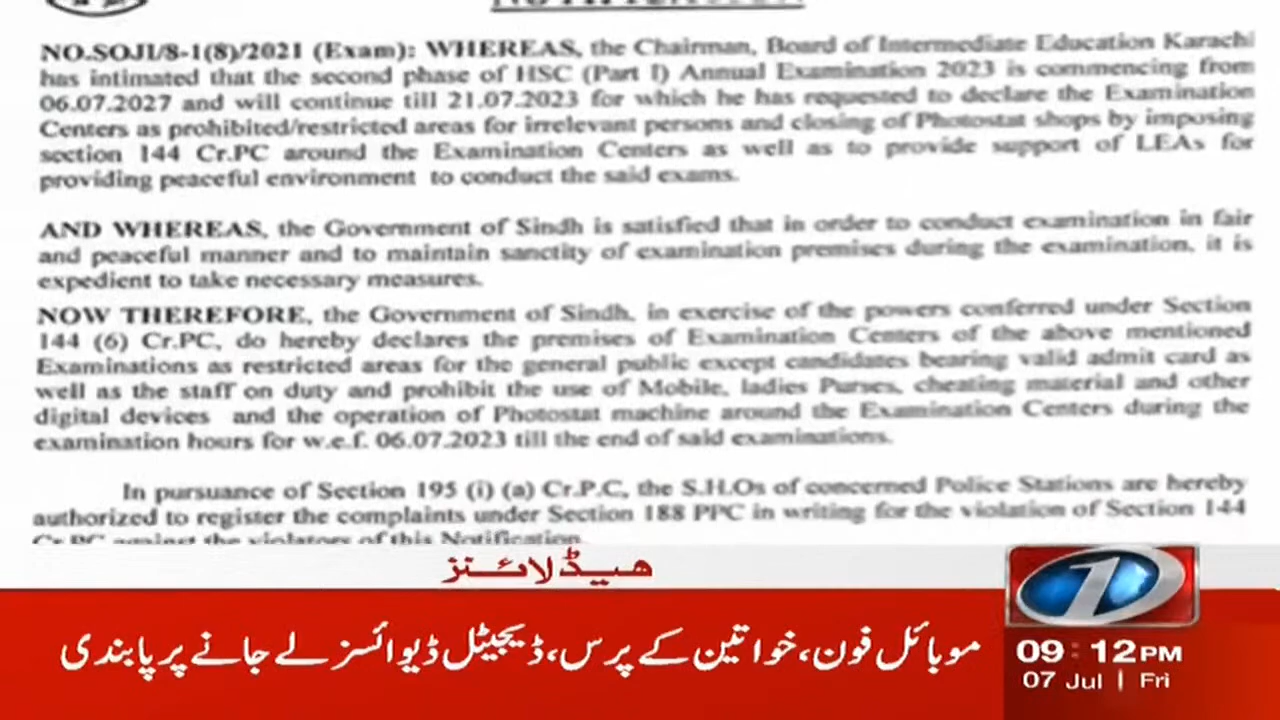 NO.SOJI/8-1(8)/2021 (Exam): WHEREAS, the Chairman, Board of Intermediate Education Karachi
has intimated that the second phase of HSC (Part I) Annual Examination 2023 is commencing from
06.07.2027 and will continue till 21.07.2023 for which he has requested to declare the Examination
Centers as prohibited/restricted areas for irrelevant persons and closing of Photostat shops by imposing
section 144 Cr.PC around the Examination Centers as well as to provide support of LEAs for
providing peaceful environment to conduct the said exams.
AND WHEREAS, the Government of Sindh is satisfied that in order to conduct examination in fair
and peaceful manner and to maintain sanctity of examination premises during the examination, it is
expedient to take necessary measures.
NOW THEREFORE, the Government of Sindh, in exercise of the powers conferred under Section
144 (6) Cr.PC, do hereby declares the premises of Examination Centers of the above mentioned
Examinations as restricted areas for the general public except candidates bearing valid admit card as
well as the staff on duty and prohibit the use of Mobile, ladies Purses, cheating material and other
digital devices and the operation of Photostat machine around the Examination Centers during the
examination hours for w.e.f. 06.07.2023 till the end of said examinations.
In pursuance of Section 195 (i) (a) Cr.P.C, the S.H.Os of concerned Police Stations are hereby
authorized to register the complaints under Section 188 PPC in writing for the violation of Section 144
Cr.PC against the violators of this Notification.
ہیڈلائنز
موبائل فون، خواتین کے پرس، ڈیجیٹل ڈیوائسز لے جانے پر پابندی
1
09:12PM
07 Jul | Fri